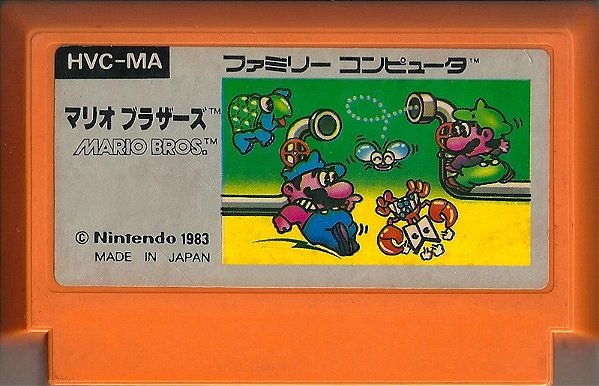 HVC-MA
ファミリー コンピュータ™
マリオ ブラザーズ™
MARIO BROS.™
© Nintendo 1983
MADE IN JAPAN